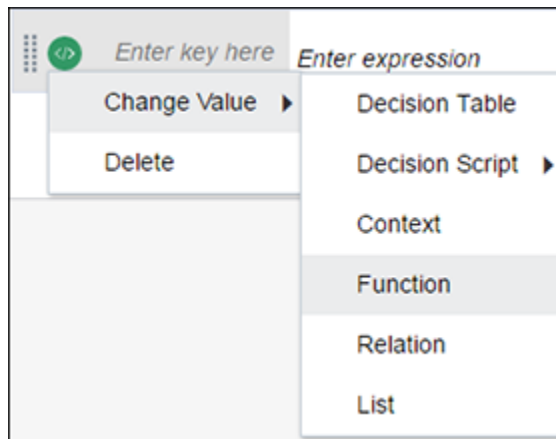 </> Enter key here Enter expression
Change Value
Delete
Decision Table
Decision Script
Context
Function
Relation
List